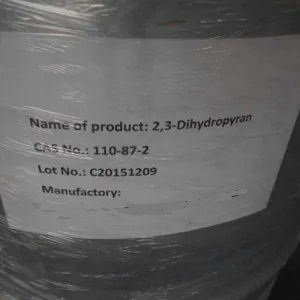 Name of product: 2,3-Dihydropyran
CAS No.: 110-87-2
Lot No.: C20151209
Manufactory: